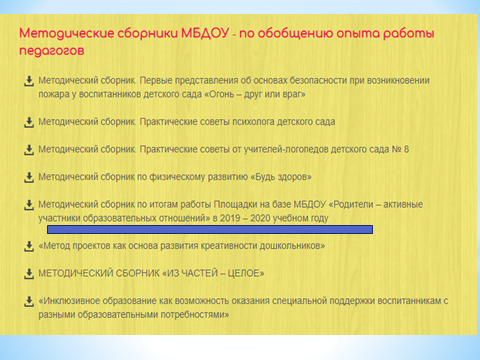 Методические сборники МБДОУ - по обобщению опыта работы
педагогов
Методический сборник. Первые представления об основах безопасности при возникновении
пожара у воспитанников детского сада «Огонь – друг или враг»
Методический сборник. Практические советы психолога детского сада
Методический сборник. Практические советы от учителей-логопедов детского сада № 8
Методический сборник по физическому развитию «Будь здоров»
Методический сборник по итогам работы Площадки на базе МБДОУ «Родители – активные
участники образовательных отношений» в 2019 – 2020 учебном году
«Метод проектов как основа развития креативности дошкольников»
МЕТОДИЧЕСКИЙ СБОРНИК «ИЗ ЧАСТЕЙ – ЦЕЛОЕ»
«Инклюзивное образование как возможность оказания специальной поддержки воспитанникам с
разными образовательными потребностями»